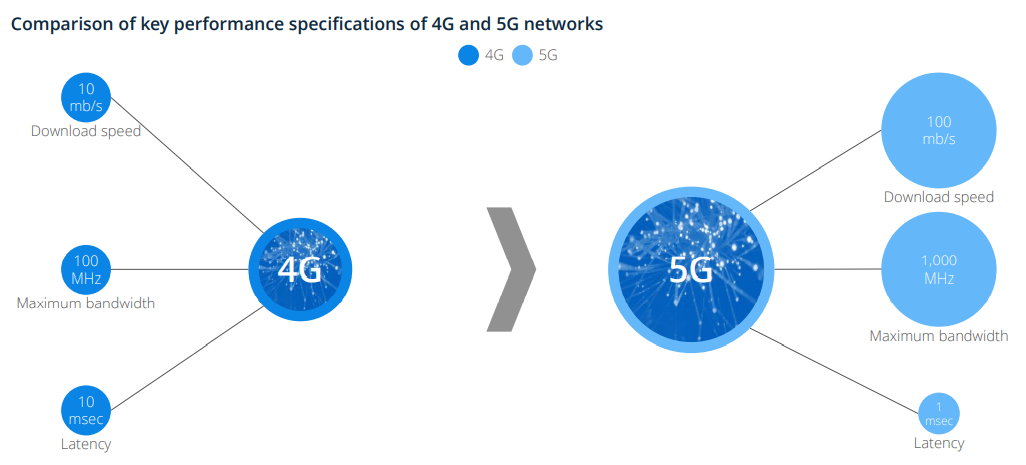 Comparison of key performance specifications of 4G and 5G networks
4G
5G
10
mb/s
Download speed
100
MHz
Maximum bandwidth
10
msec
Latency
4G
5G
100
mb/s
Download speed
1,000
MHz
Maximum bandwidth
1
msec
Latency